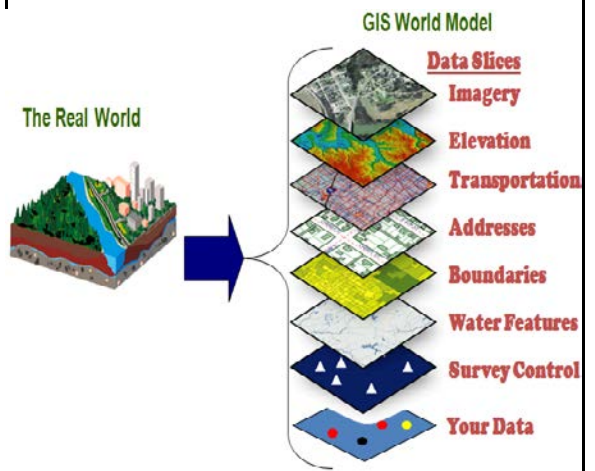 GIS World Model
Data Slices
Imagery
The Real World
Elevation
Transportation
Addresses
Boundaries
Water Features
Survey Control
Your Data